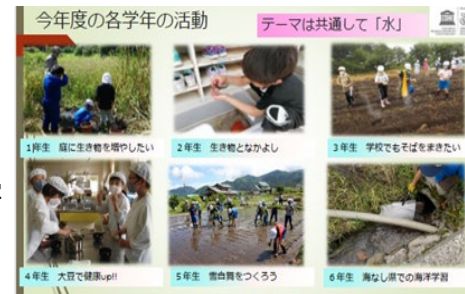 今年度の各学年の活動
テーマは共通して「水」
1年生 庭に生き物を増やしたい
2年生 生き物となかよし
3年生 学校でもそばをまきたい
4年生 大豆で健康up!!
5年生 雪白舞をつくろう
6年生 海なし県での海洋学習